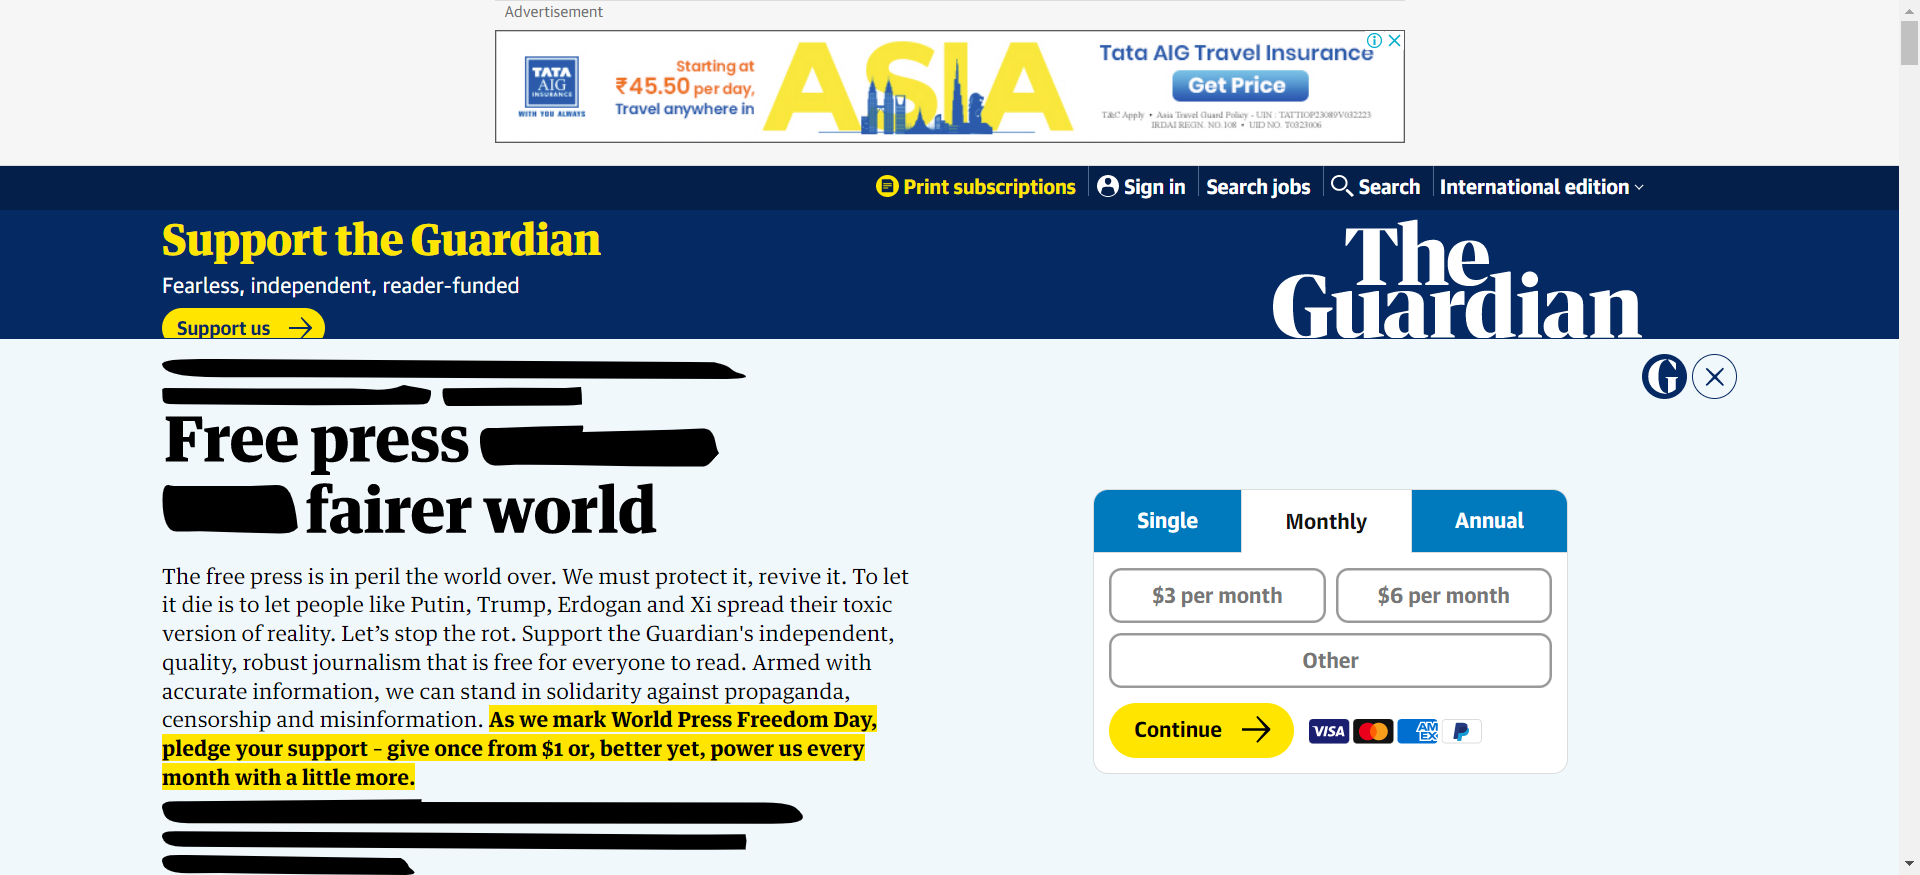 Advertisement
TATA
AIG
INSURANCE
WITH YOU ALWAYS
Starting at
₹45.50 per day,
Travel anywhere in
ASIA
Tata AIG Travel Insurance
Get Price
T&C Apply • Asia Travel Guard Policy - UIN : TATTIOP23089V032223
IRDAI REGN. NO.108 • UID NO. T0323006
Print subscriptions
Sign in
Search jobs
Search
International edition
Support the Guardian
Fearless, independent, reader-funded
Support us
The
Guardian
G
Free press
fairer world
The free press is in peril the world over. We must protect it, revive it. To let
it die is to let people like Putin, Trump, Erdogan and Xi spread their toxic
version of reality. Let’s stop the rot. Support the Guardian's independent,
quality, robust journalism that is free for everyone to read. Armed with
accurate information, we can stand in solidarity against propaganda,
censorship and misinformation. As we mark World Press Freedom Day,
pledge your support – give once from $1 or, better yet, power us every
month with a little more.
Single
Monthly
Annual
$3 per month
$6 per month
Other
Continue
VISA
AM
EX